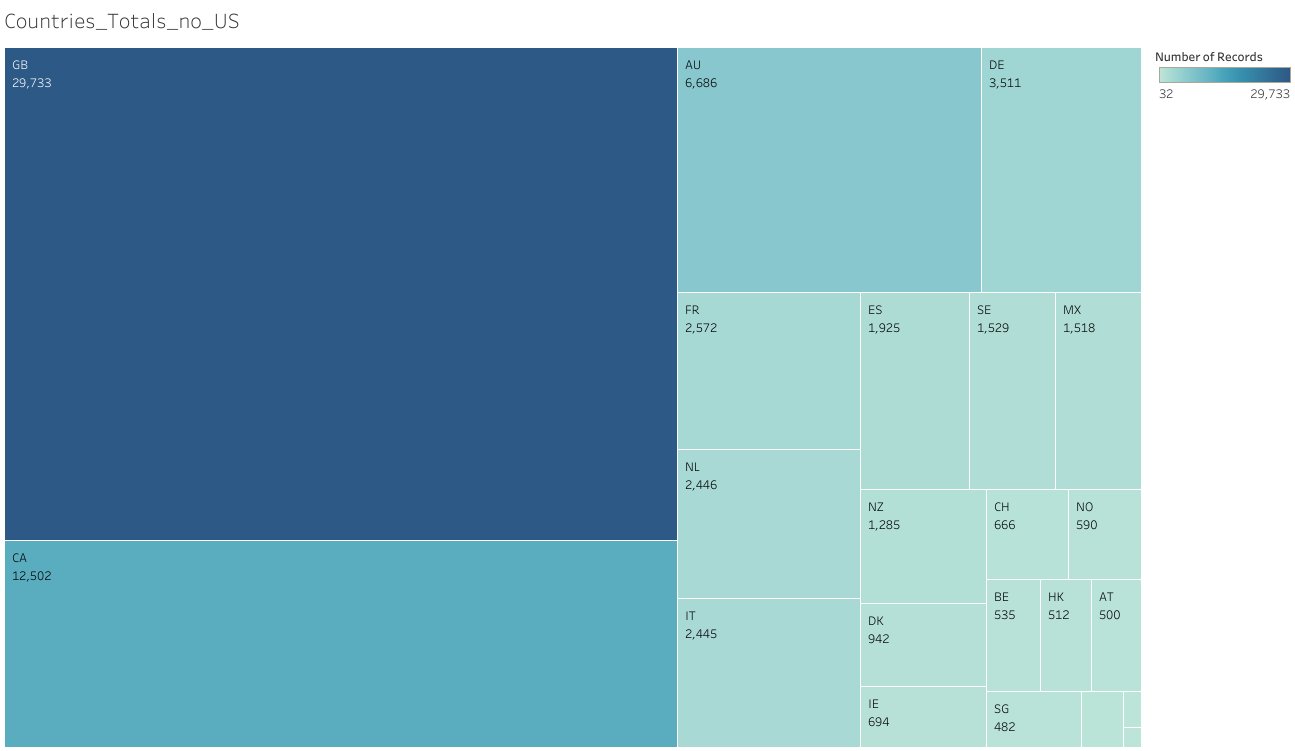 Countries_Totals_no_US
GB
29,733
CA
12,502
AU
6,686
DE
3,511
FR
2,572
NL
2,446
IT
2,445
ES
1,925
SE
1,529
MX
1,518
NZ
1,285
DK
942
IE
694
CH
666
NO
590
BE
535
HK
512
AT
500
SG
482
Number of Records
32 29,733